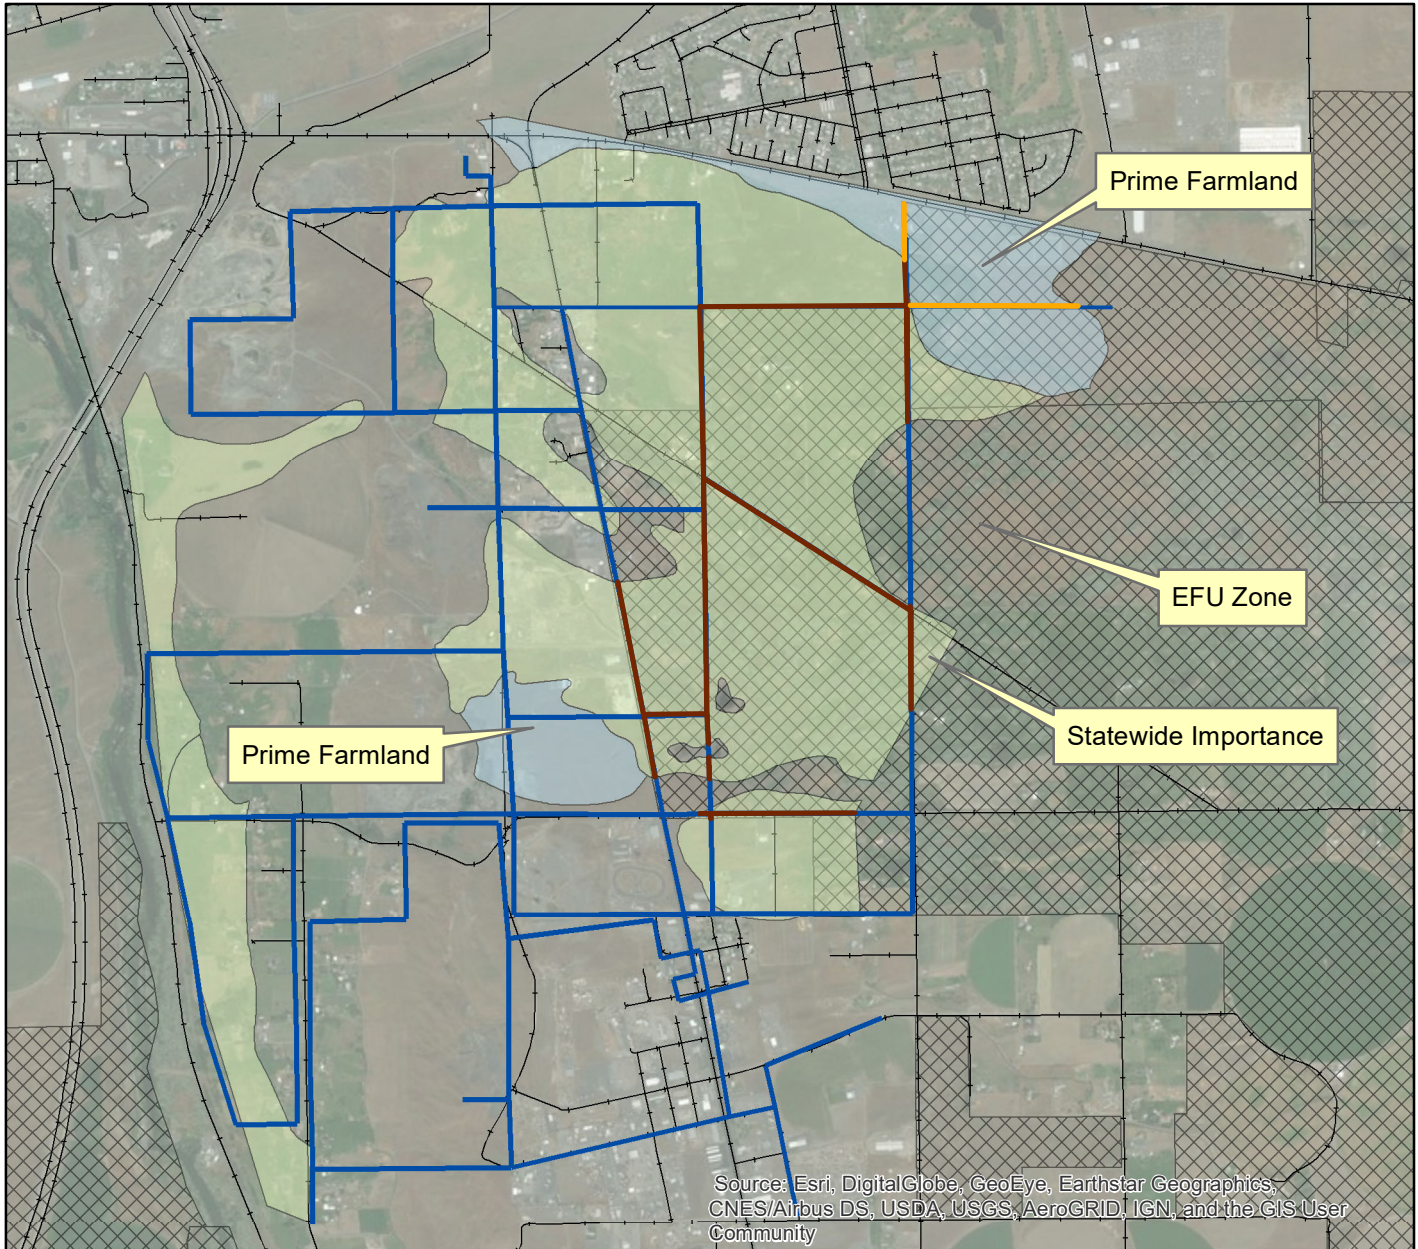 Prime Farmland
EFU Zone
Statewide Importance
Prime Farmland
Source: Esri, DigitalGlobe, GeoEye, Earthstar Geographics,
CNES/Airbus DS, USDA, USGS, AeroGRID, IGN, and the GIS User
Community